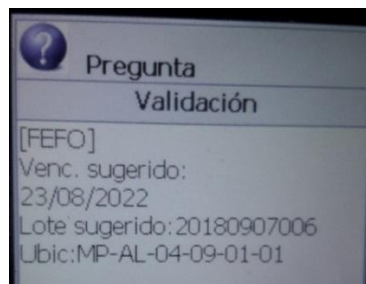 Pregunta
Validación
[FEFO]
Venc. sugerido:
23/08/2022
Lote sugerido:20180907006
Ubic:MP-AL-04-09-01-01